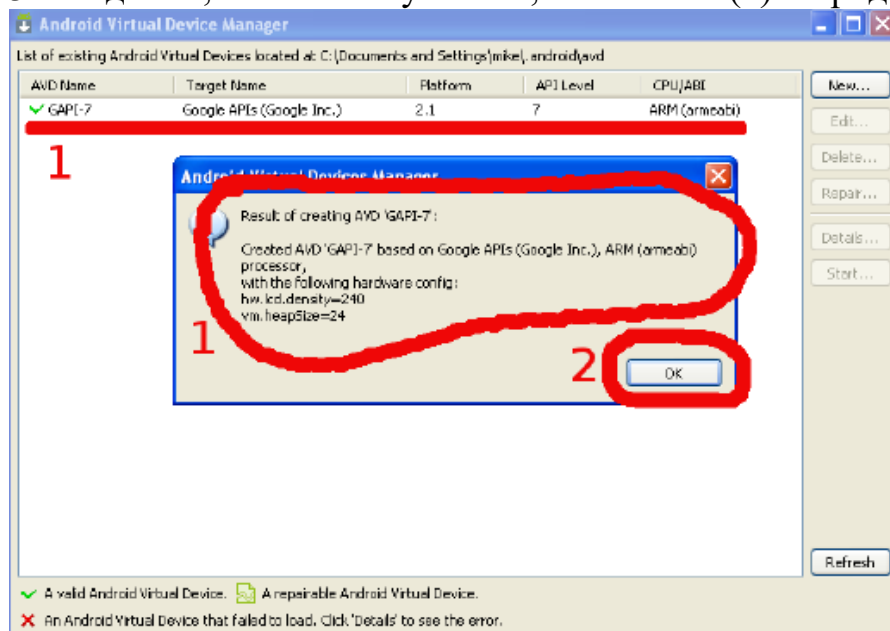 Android Virtual Device Manager
List of existing Android Virtual Devices located at: C:\Documents and Settings\mike\.android\avd
AVD Name Target Name Platform API Level CPU/ABI
GAPI-7 Google APIs (Google Inc.) 2.1 7 ARM (armeabi)
New...
Edit...
Delete...
Repair...
Details...
Start...
Refresh
1
Android Virtual Devices Manager
Result of creating AVD 'GAPI-7':
Created AVD 'GAPI-7' based on Google APIs (Google Inc.), ARM (armeabi)
processor,
with the following hardware config:
hw.lcd.density=240
vm.heapSize=24
1
2
OK
A valid Android Virtual Device. A repairable Android Virtual Device.
An Android Virtual Device that failed to load. Click 'Details' to see the error.